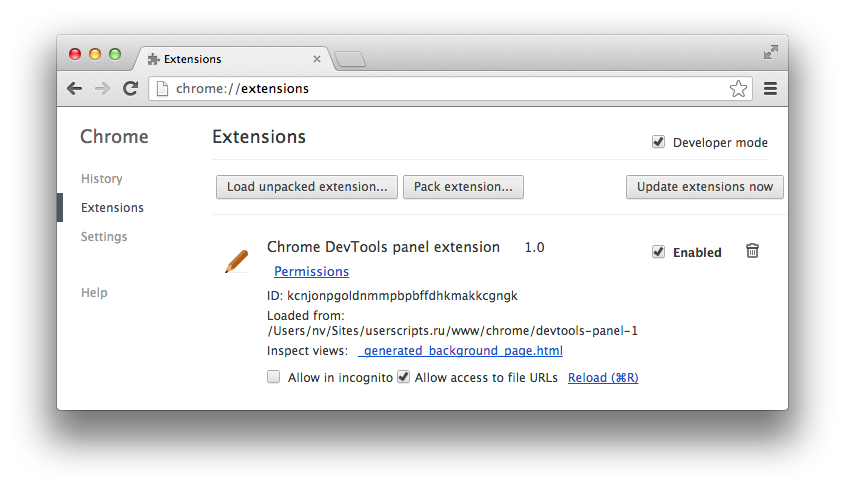 Extensions
chrome://extensions
Chrome
Extensions
Developer mode
History
Extensions
Settings
Help
Load unpacked extension... Pack extension... Update extensions now
Chrome DevTools panel extension 1.0
Enabled
Permissions
ID: kcnjonpgoldnmmpbpbffdhkmakkcgngk
Loaded from:
/Users/nv/Sites/userscripts.ru/www/chrome/devtools-panel-1
Inspect views: _generated_background_page.html
Allow in incognito Allow access to file URLs Reload (⌘R)